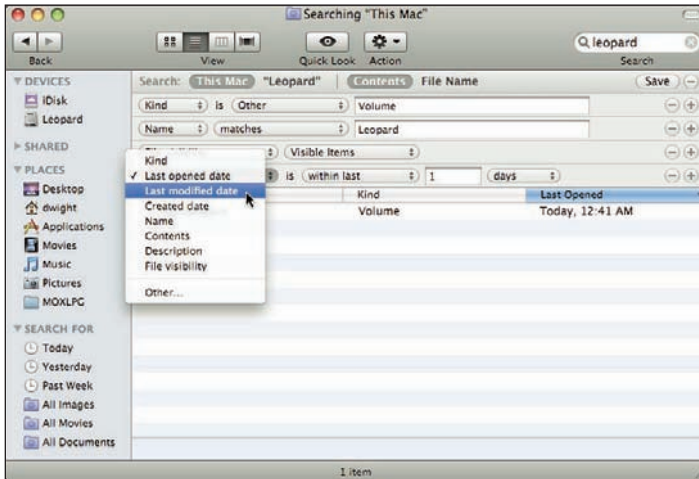 Searching "This Mac"
Back View Quick Look Action leopard Search
DEVICES
iDisk
Leopard
SHARED
PLACES
Desktop
dwight
Applications
Movies
Music
Pictures
MOXLPG
SEARCH FOR
Today
Yesterday
Past Week
All Images
All Movies
All Documents
Search: This Mac "Leopard" Contents File Name Save
Kind is Other Volume
Name matches Leopard
Visible Items
is within last 1 days
Kind
Last opened date
Last modified date
Created date
Name
Contents
Description
File visibility
Other...
Kind Last Opened
Volume Today, 12:41 AM
1 item